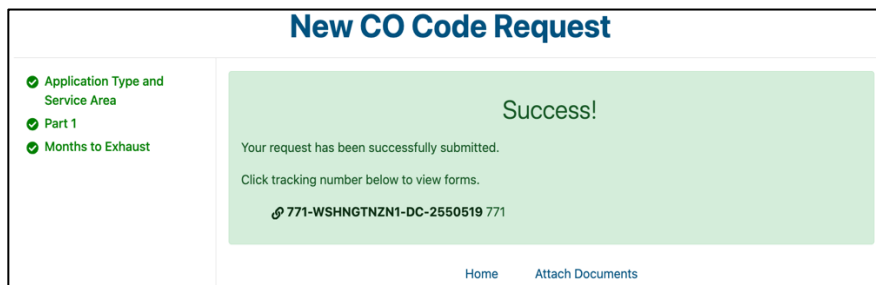 New CO Code Request
Application Type and
Service Area
Part 1
Months to Exhaust
Success!
Your request has been successfully submitted.
Click tracking number below to view forms.
771-WSHNGTNZN1-DC-2550519 771
Home Attach Documents